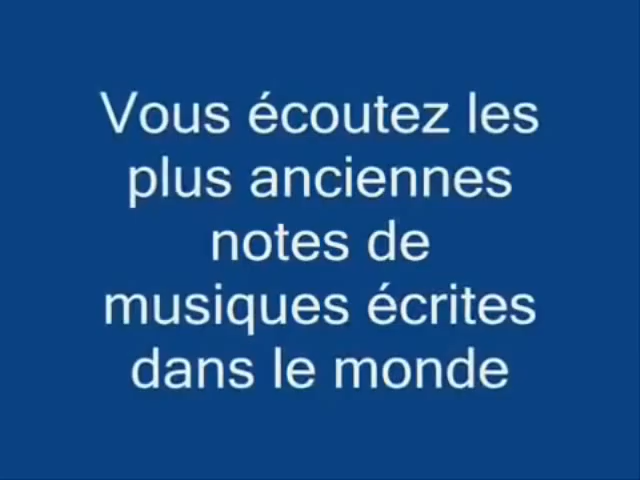 Vous écoutez les
plus anciennes
notes de
musiques écrites
dans le monde